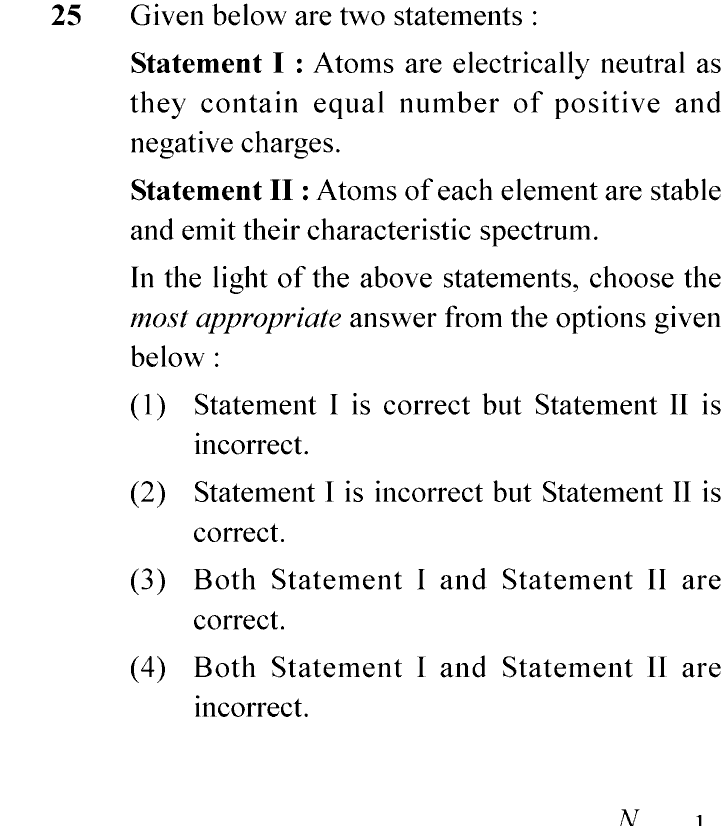 25 Given below are two statements :
Statement I : Atoms are electrically neutral as
they contain equal number of positive and
negative charges.
Statement II : Atoms of each element are stable
and emit their characteristic spectrum.
In the light of the above statements, choose the
most appropriate answer from the options given
below :
(1) Statement I is correct but Statement II is
incorrect.
(2) Statement I is incorrect but Statement II is
correct.
(3) Both Statement I and Statement II are
correct.
(4) Both Statement I and Statement II are
incorrect.
N 1